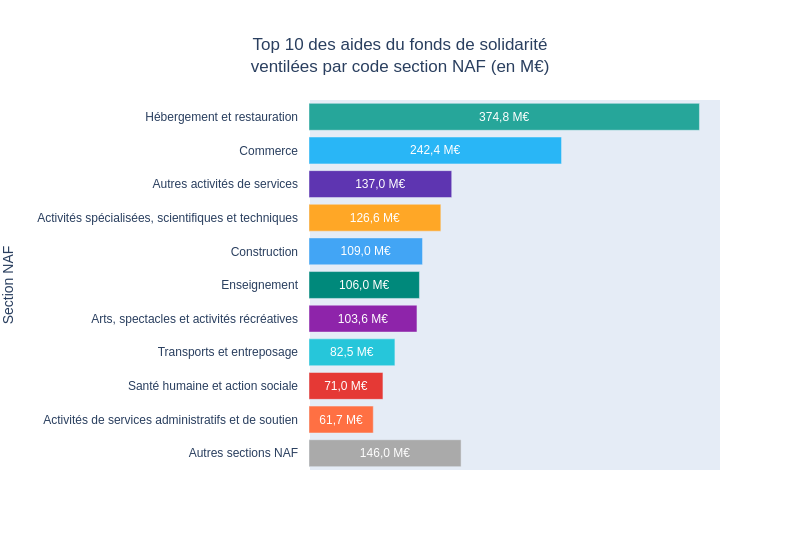 Top 10 des aides du fonds de solidarité
ventilées par code section NAF (en M€)
Section NAF
Hébergement et restauration 374,8 M€
Commerce 242,4 M€
Autres activités de services 137,0 M€
Activités spécialisées, scientifiques et techniques 126,6 M€
Construction 109,0 M€
Enseignement 106,0 M€
Arts, spectacles et activités récréatives 103,6 M€
Transports et entreposage 82,5 M€
Santé humaine et action sociale 71,0 M€
Activités de services administratifs et de soutien 61,7 M€
Autres sections NAF 146,0 M€